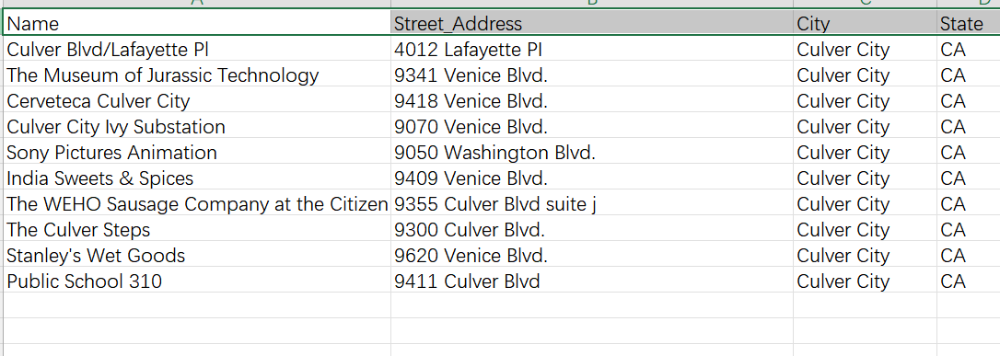 Name Street_Address City State
Culver Blvd/Lafayette Pl 4012 Lafayette Pl Culver City CA
The Museum of Jurassic Technology 9341 Venice Blvd. Culver City CA
Cerveteca Culver City 9418 Venice Blvd. Culver City CA
Culver City Ivy Substation 9070 Venice Blvd. Culver City CA
Sony Pictures Animation 9050 Washington Blvd. Culver City CA
India Sweets & Spices 9409 Venice Blvd. Culver City CA
The WEHO Sausage Company at the Citizen 9355 Culver Blvd suite j Culver City CA
The Culver Steps 9300 Culver Blvd. Culver City CA
Stanley's Wet Goods 9620 Venice Blvd. Culver City CA
Public School 310 9411 Culver Blvd Culver City CA